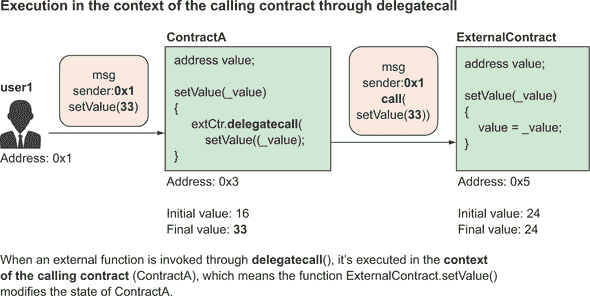 Execution in the context of the calling contract through delegatecall
user1
Address: 0x1
msg
sender:0x1
setValue(33)
ContractA
address value;
setValue(_value)
{
extCtr.delegatecall(
setValue((_value);
}
Address: 0x3
Initial value: 16
Final value: 33
msg
sender:0x1
call(
setValue(33))
ExternalContract
address value;
setValue(_value)
{
value = _value;
}
Address: 0x5
Initial value: 24
Final value: 24
When an external function is invoked through delegatecall(), it’s executed in the context
of the calling contract (ContractA), which means the function ExternalContract.setValue()
modifies the state of ContractA.